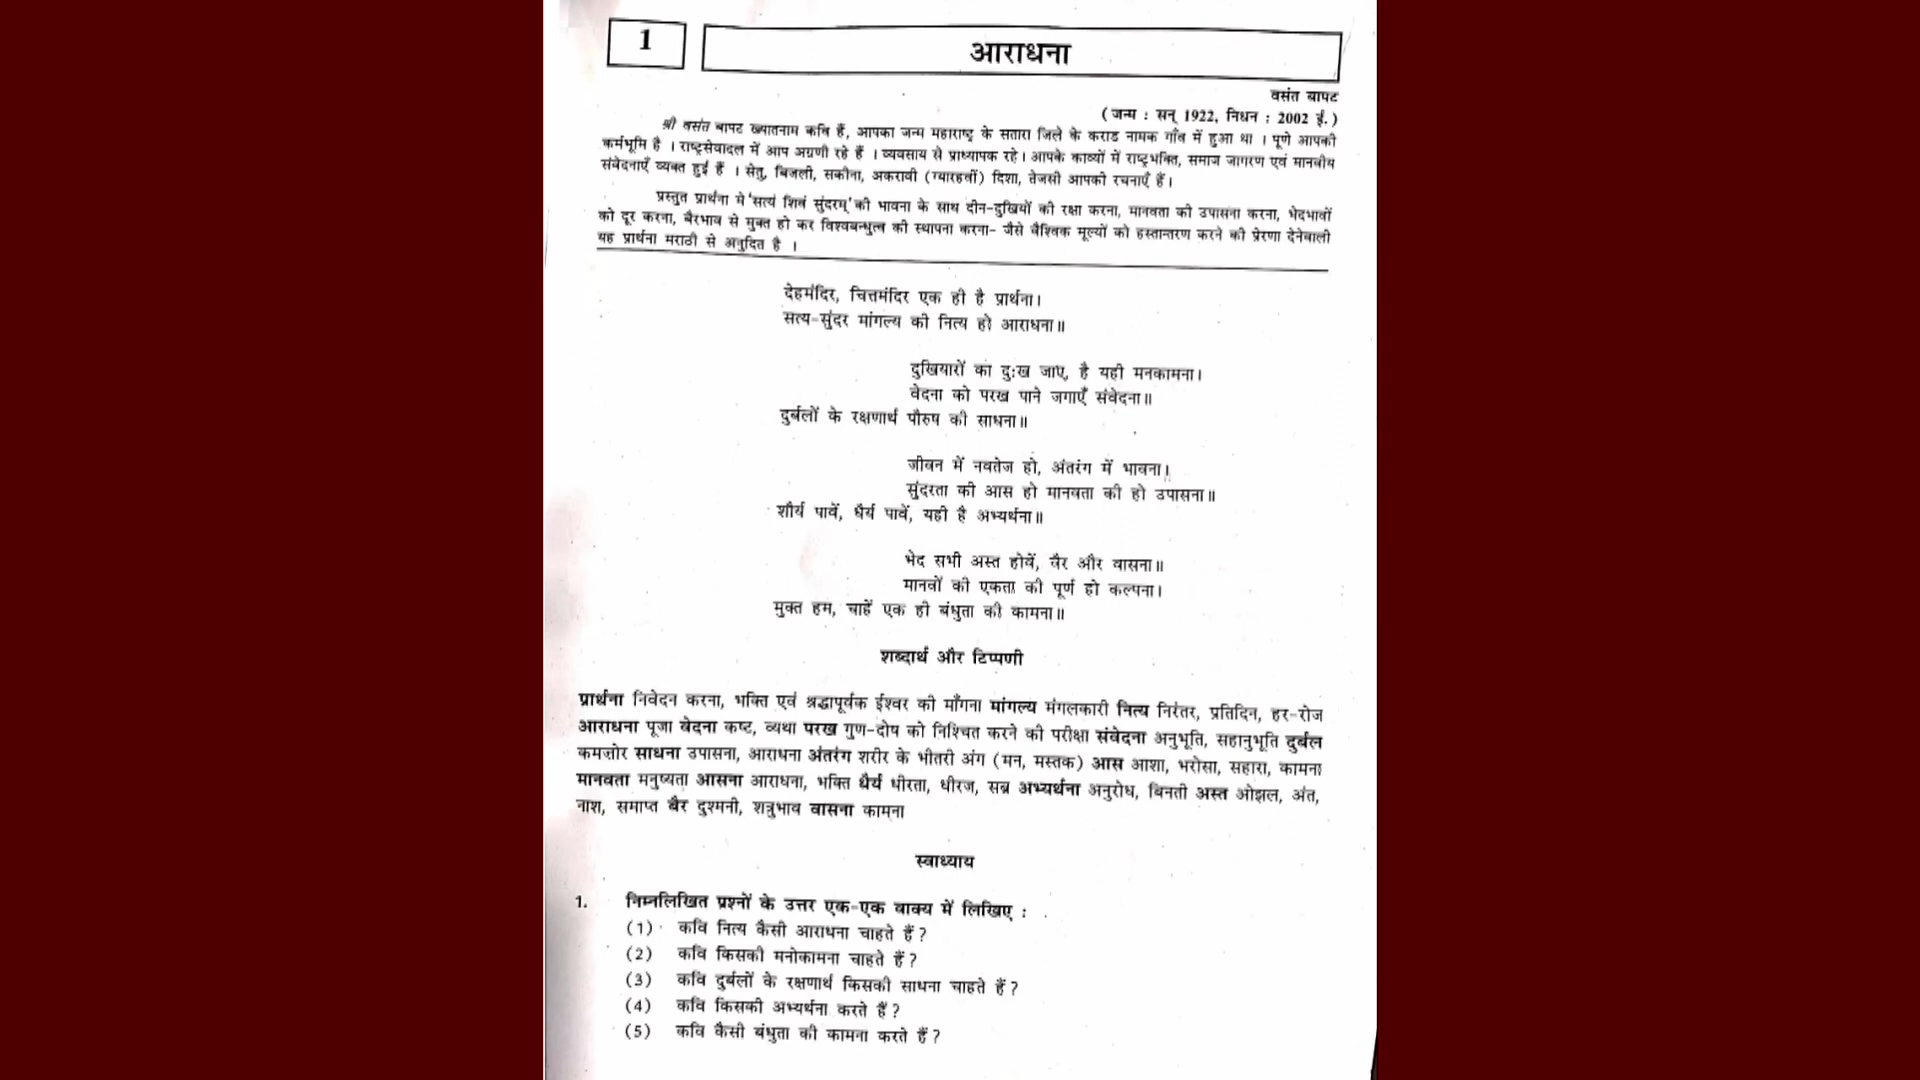 1
आराधना
वसंत बापट
(जन्म : सन् 1922, निधन : 2002 ई.)
श्री वसंत बापट ख्यातनाम कवि हैं, आपका जन्म महाराष्ट्र के सतारा जिले के कराड नामक गाँव में हुआ था । पूणे आपकी
कर्मभूमि है । राष्ट्रसेवादल में आप अग्रणी रहे हैं । व्यवसाय से प्राध्यापक रहे। आपके काव्यों में राष्ट्रभक्ति, समाज जागरण एवं मानवीय
संवेदनाएँ व्यक्त हुई हैं । सेतु, बिजली, सकीना, अकरावी (ग्यारहवीं) दिशा, तेजसी आपकी रचनाएँ हैं।
प्रस्तुत प्रार्थना में 'सत्यं शिवं सुंदरम्' की भावना के साथ दीन-दुखियों की रक्षा करना, मानवता की उपासना करना, भेदभावों
को दूर करना, बैरभाव से मुक्त हो कर विश्वबन्धुत्व की स्थापना करना- जैसे वैश्विक मूल्यों को हस्तान्तरण करने की प्रेरणा देनेवाली
यह प्रार्थना मराठी से अनुदित है ।
देहमंदिर, चित्तमंदिर एक ही है प्रार्थना।
सत्य-सुंदर मांगल्य की नित्य हो आराधना॥
दुखियारों का दुःख जाए, है यही मनकामना।
वेदना को परख पाने जगाएँ संवेदना॥
दुर्बलों के रक्षणार्थ पौरुष की साधना॥
जीवन में नवतेज हो, अंतरंग में भावना।
सुंदरता की आस हो मानवता की हो उपासना॥
शौर्य पावें, धैर्य पावें, यही है अभ्यर्थना॥
भेद सभी अस्त होवें, वैर और वासना॥
मानवों की एकता की पूर्ण हो कल्पना।
मुक्त हम, चाहें एक ही बंधुता की कामना॥
शब्दार्थ और टिप्पणी
प्रार्थना निवेदन करना, भक्ति एवं श्रद्धापूर्वक ईश्वर की माँगना मांगल्य मंगलकारी नित्य निरंतर, प्रतिदिन, हर-रोज
आराधना पूजा वेदना कष्ट, व्यथा परख गुण-दोष को निश्चित करने की परीक्षा संवेदना अनुभूति, सहानुभूति दुर्बल
कमज़ोर साधना उपासना, आराधना अंतरंग शरीर के भीतरी अंग (मन, मस्तक) आस आशा, भरोसा, सहारा, कामना
मानवता मनुष्यता आसना आराधना, भक्ति धैर्य धीरता, धीरज, सब्र अभ्यर्थना अनुरोध, बिनती अस्त ओझल, अंत,
नाश, समाप्त बैर दुश्मनी, शत्रुभाव वासना कामना
स्वाध्याय
1. निम्नलिखित प्रश्नों के उत्तर एक-एक वाक्य में लिखिए :
(1) कवि नित्य कैसी आराधना चाहते हैं ?
(2) कवि किसकी मनोकामना चाहते हैं ?
(3) कवि दुर्बलों के रक्षणार्थ किसकी साधना चाहते हैं ?
(4) कवि किसकी अभ्यर्थना करते हैं ?
(5) कवि कैसी बंधुता की कामना करते हैं ?